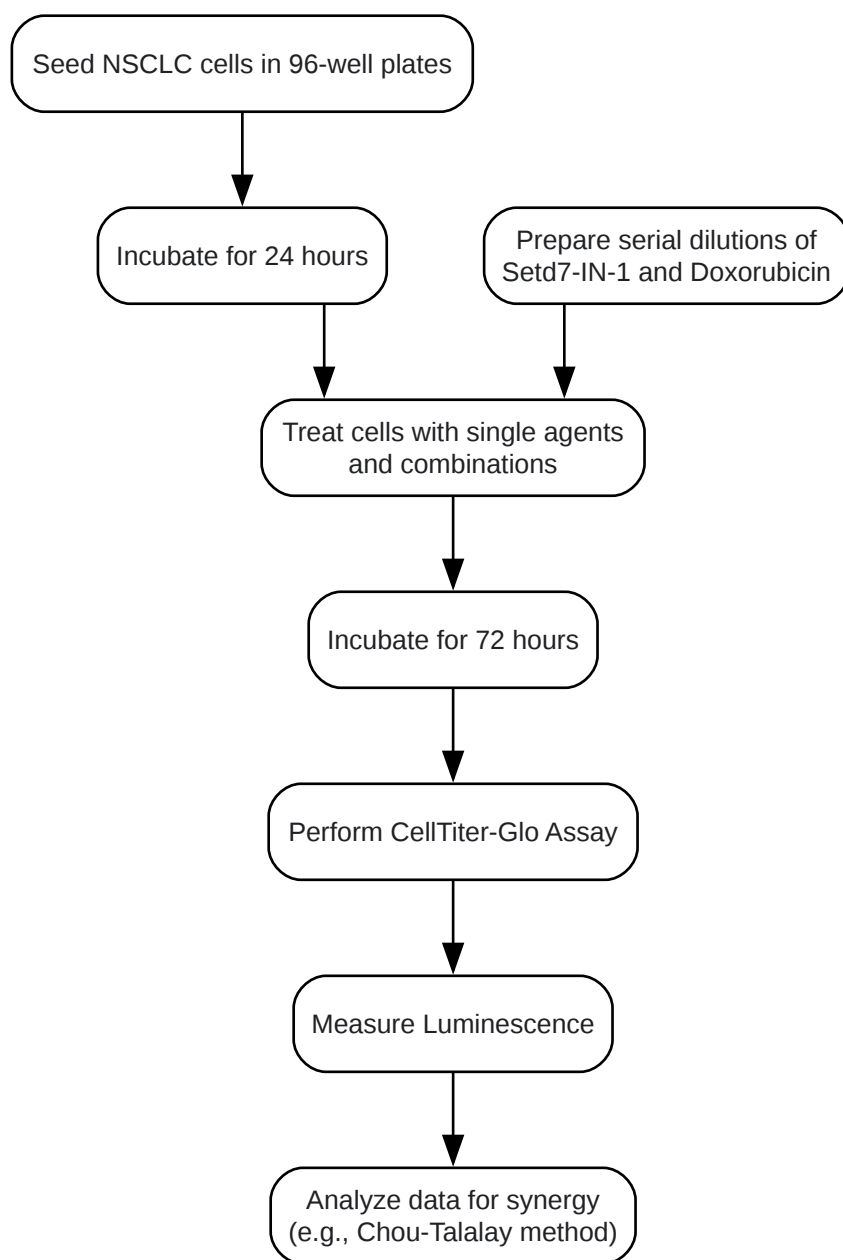 Seed NSCLC cells in 96-well plates
Incubate for 24 hours
Prepare serial dilutions of
Setd7-IN-1 and Doxorubicin
Treat cells with single agents
and combinations
Incubate for 72 hours
Perform CellTiter-Glo Assay
Measure Luminescence
Analyze data for synergy
(e.g., Chou-Talalay method)